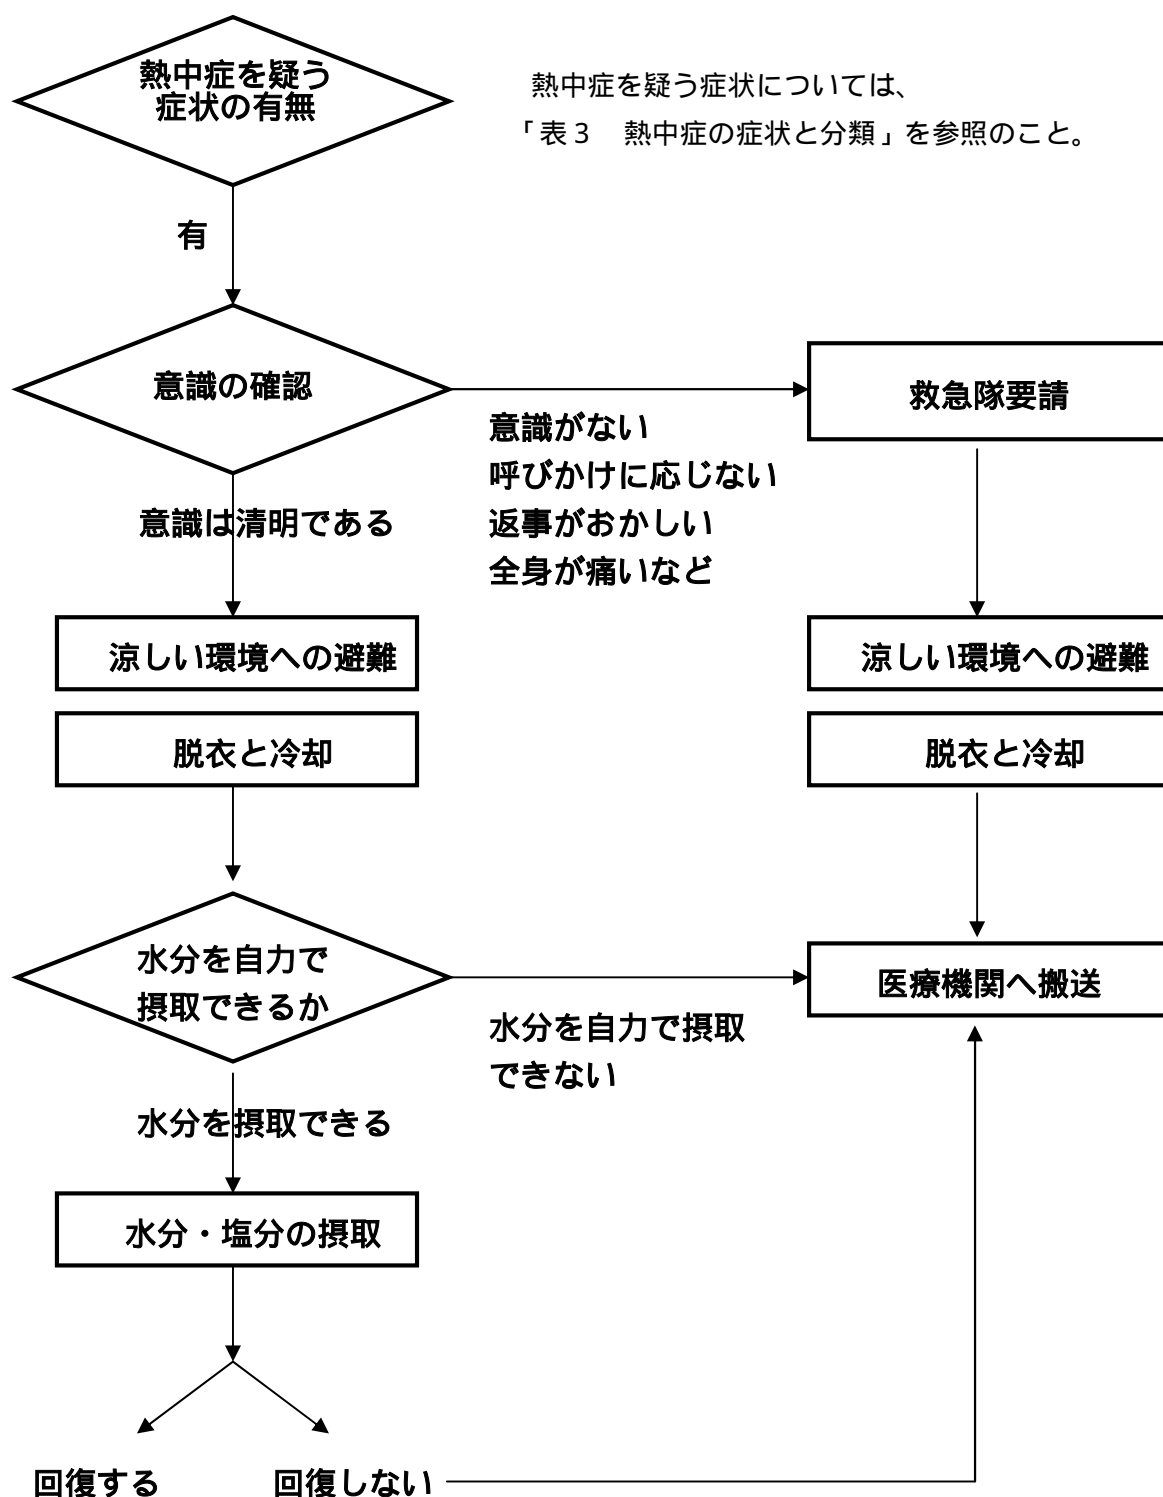 熱中症を疑う
症状の有無
熱中症を疑う症状については、
「表３　熱中症の症状と分類」を参照のこと。
有
意識の確認
救急隊要請
意識がない
呼びかけに応じない
返事がおかしい
全身が痛いなど
意識は清明である
涼しい環境への避難
涼しい環境への避難
脱衣と冷却
脱衣と冷却
水分を自力で
摂取できるか
医療機関へ搬送
水分を自力で摂取
できない
水分を摂取できる
水分・塩分の摂取
回復する
回復しない